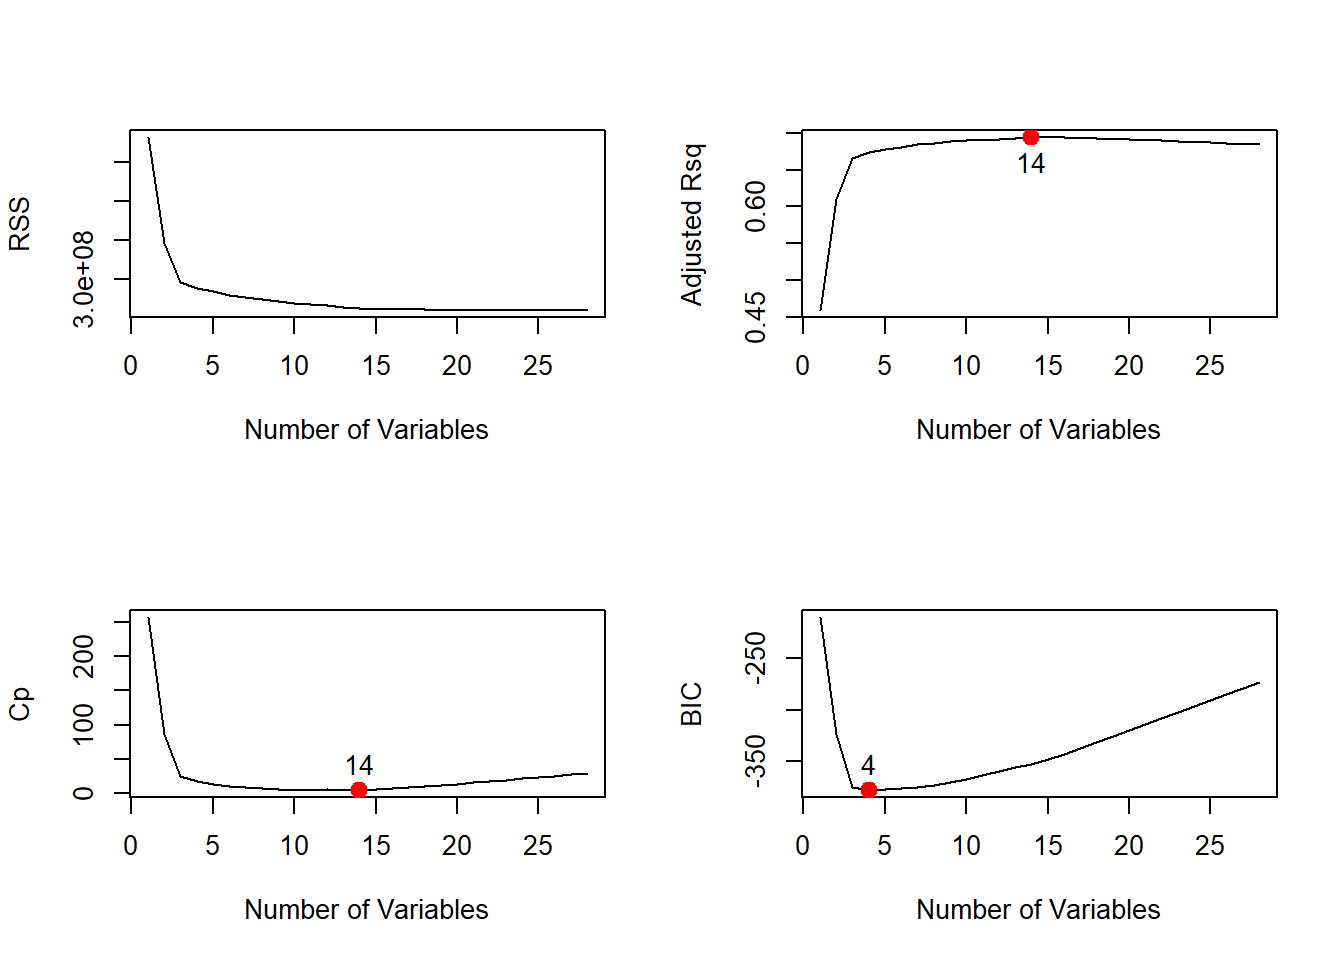 RSS
3.0e+08
0 5 10 15 20 25
Number of Variables
Adjusted Rsq
0.45 0.60
14
0 5 10 15 20 25
Number of Variables
Cp
0 100 200
14
0 5 10 15 20 25
Number of Variables
BIC
-350 -250
4
0 5 10 15 20 25
Number of Variables